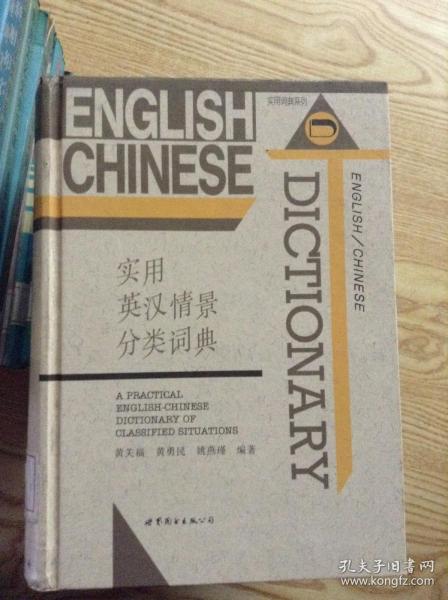 ENGLISH
CHINESE
实用词典系列
D
DICTIONARY
ENGLISH/CHINESE
实用
英汉情景
分类词典
A PRACTICAL
ENGLISH-CHINESE
DICTIONARY OF
CLASSIFIED SITUATIONS
黄关福 黄勇民 姚燕瑾 编著
世界图书出版公司
孔夫子旧书网
www.kongfz.com